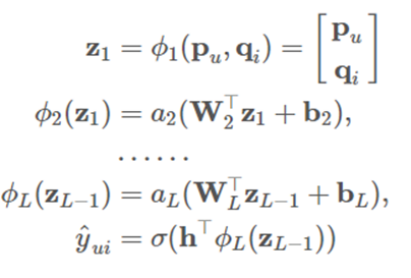 z₁ = ϕ₁(pᵤ, qᵢ) = [pᵤ qᵢ]
ϕ₂(z₁) = a₂(W₂ᵀz₁ + b₂),
......
ϕ_L(z_{L−1}) = a_L(W_Lᵀz_{L−1} + b_L),
ŷᵤᵢ = σ(hᵀϕ_L(z_{L−1}))